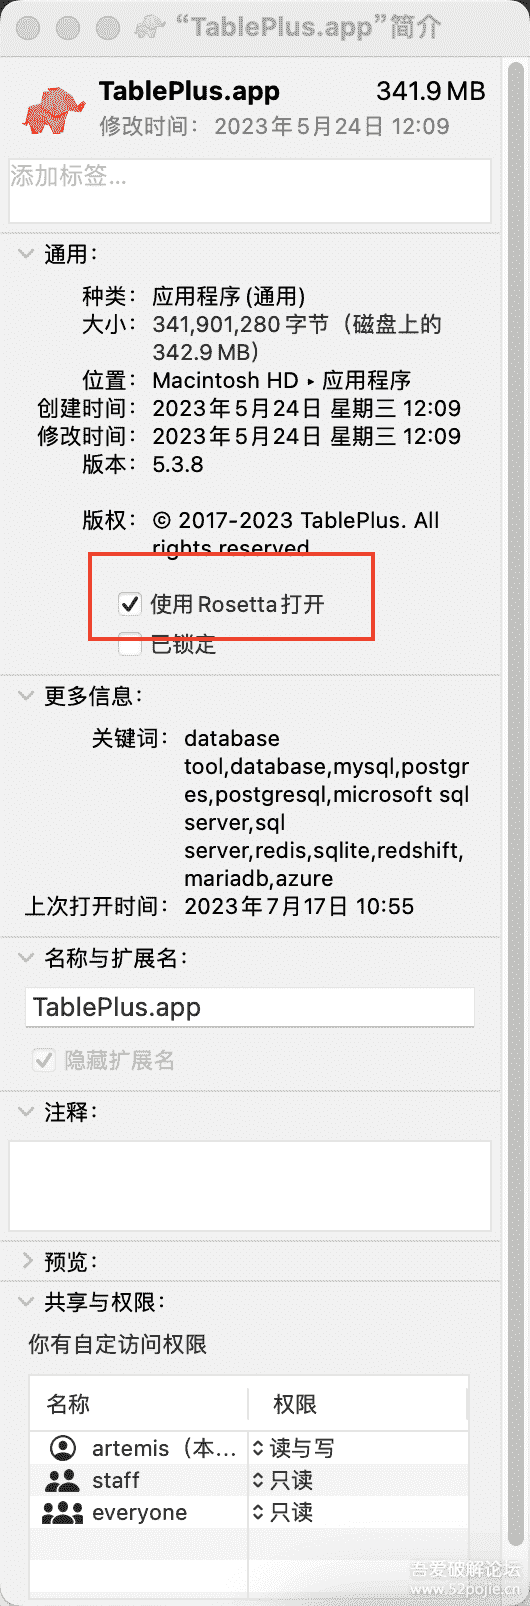 “TablePlus.app”简介
TablePlus.app 341.9 MB
修改时间： 2023年5月24日 12:09
添加标签...
通用：
种类： 应用程序 (通用)
大小： 341,901,280 字节（磁盘上的
342.9 MB）
位置： Macintosh HD ▸ 应用程序
创建时间： 2023年5月24日 星期三 12:09
修改时间： 2023年5月24日 星期三 12:09
版本： 5.3.8
版权： © 2017-2023 TablePlus. All
rights reserved
使用 Rosetta 打开
已锁定
更多信息：
关键词： database
tool,database,mysql,postgr
es,postgresql,microsoft sql
server,sql
server,redis,sqlite,redshift,
mariadb,azure
上次打开时间： 2023年7月17日 10:55
名称与扩展名：
TablePlus.app
隐藏扩展名
注释：
预览：
共享与权限：
你有自定访问权限
名称 权限
artemis（本... 读与写
staff 只读
everyone 只读
吾爱破解论坛
www.52pojie.cn